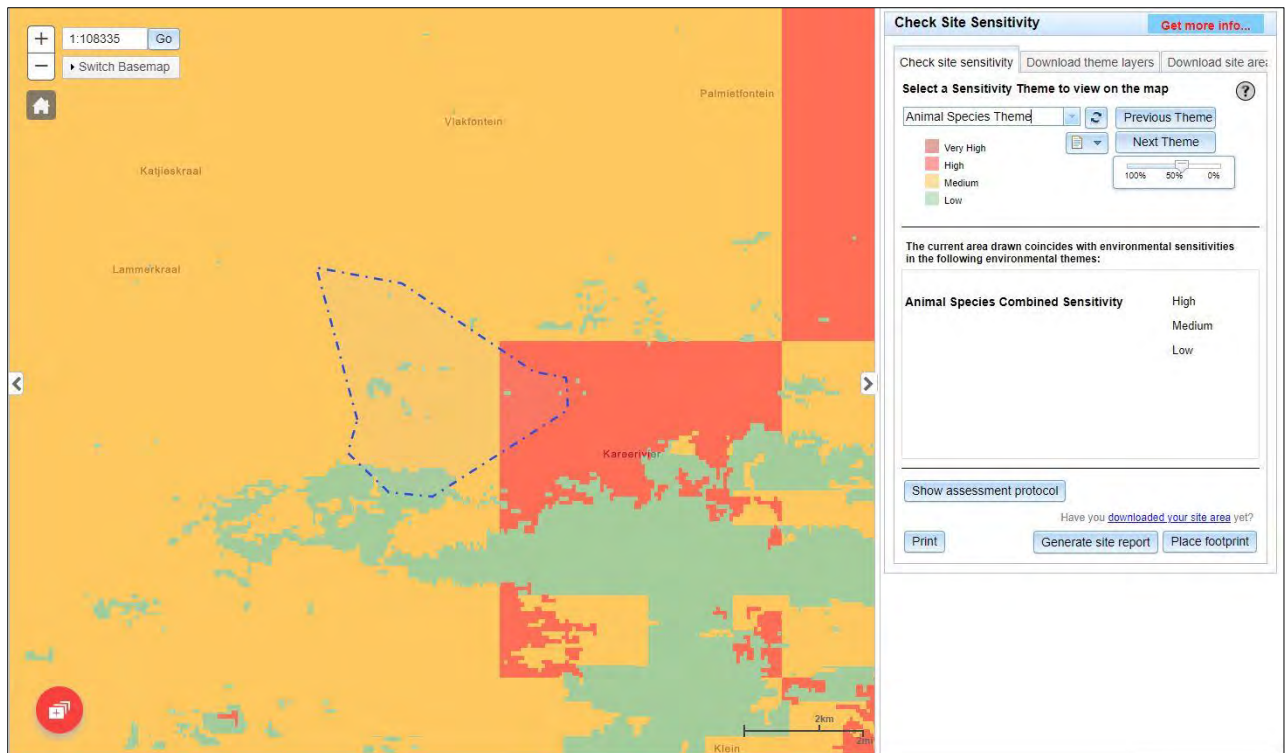 1:108335 Go
Switch Basemap
Palmietfontein
Vlakfontein
Katjieskraal
Lammerkraal
Kareerivier
2km
2mi
Klein
Check Site Sensitivity
Get more info...
Check site sensitivity Download theme layers Download site area
Select a Sensitivity Theme to view on the map
?
Animal Species Theme
Previous Theme
Next Theme
Very High
High
Medium
Low
100% 50% 0%
The current area drawn coincides with environmental sensitivities
in the following environmental themes:
Animal Species Combined Sensitivity High
Medium
Low
Show assessment protocol
Have you downloaded your site area yet?
Print Generate site report Place footprint